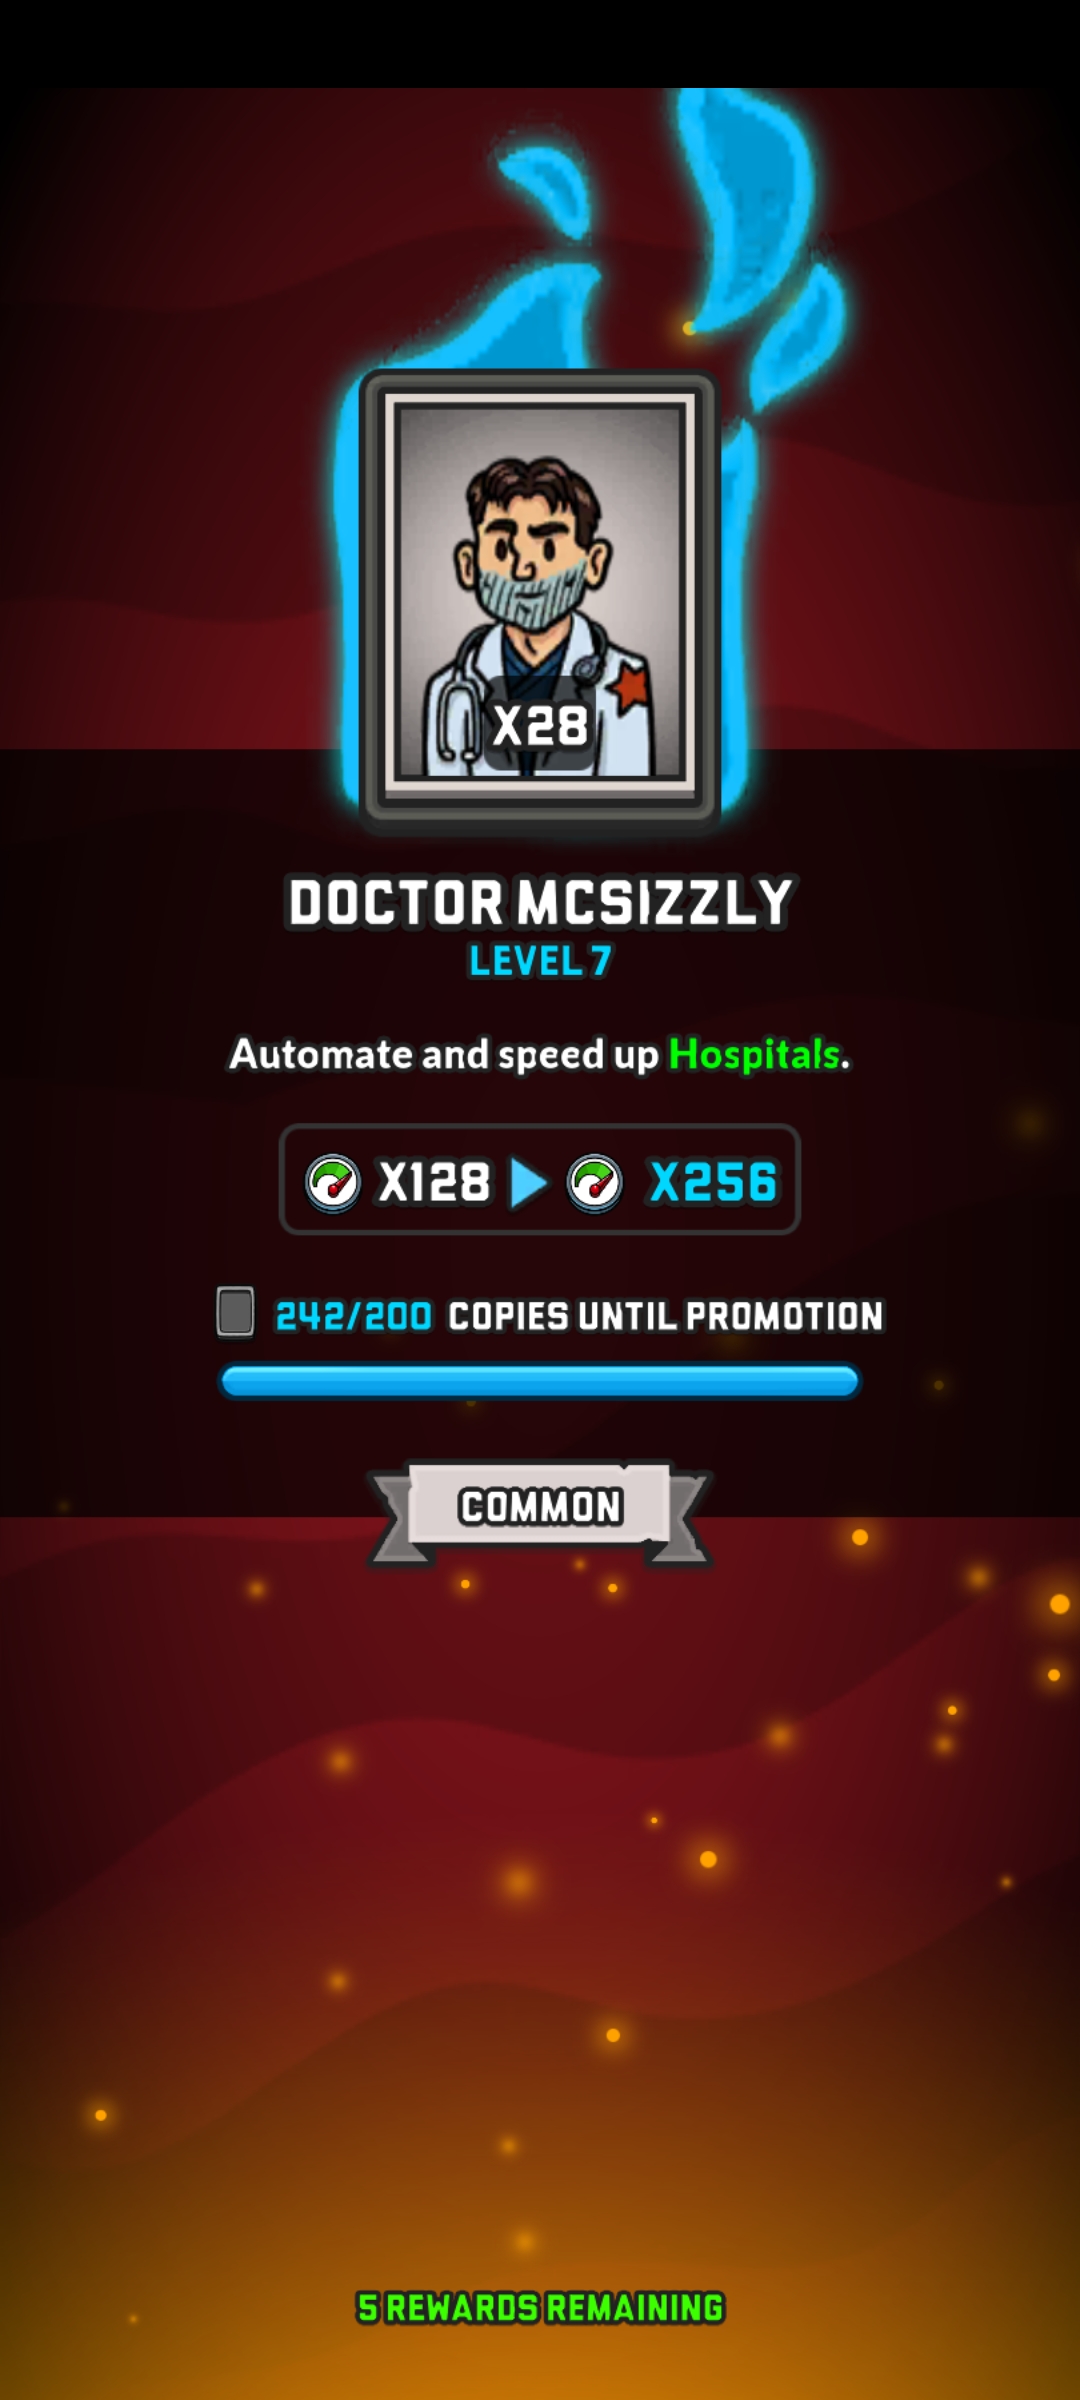 X28
DOCTOR MCSIZZLY
LEVEL 7
Automate and speed up Hospitals.
X128 X256
242/200 COPIES UNTIL PROMOTION
COMMON
5 REWARDS REMAINING